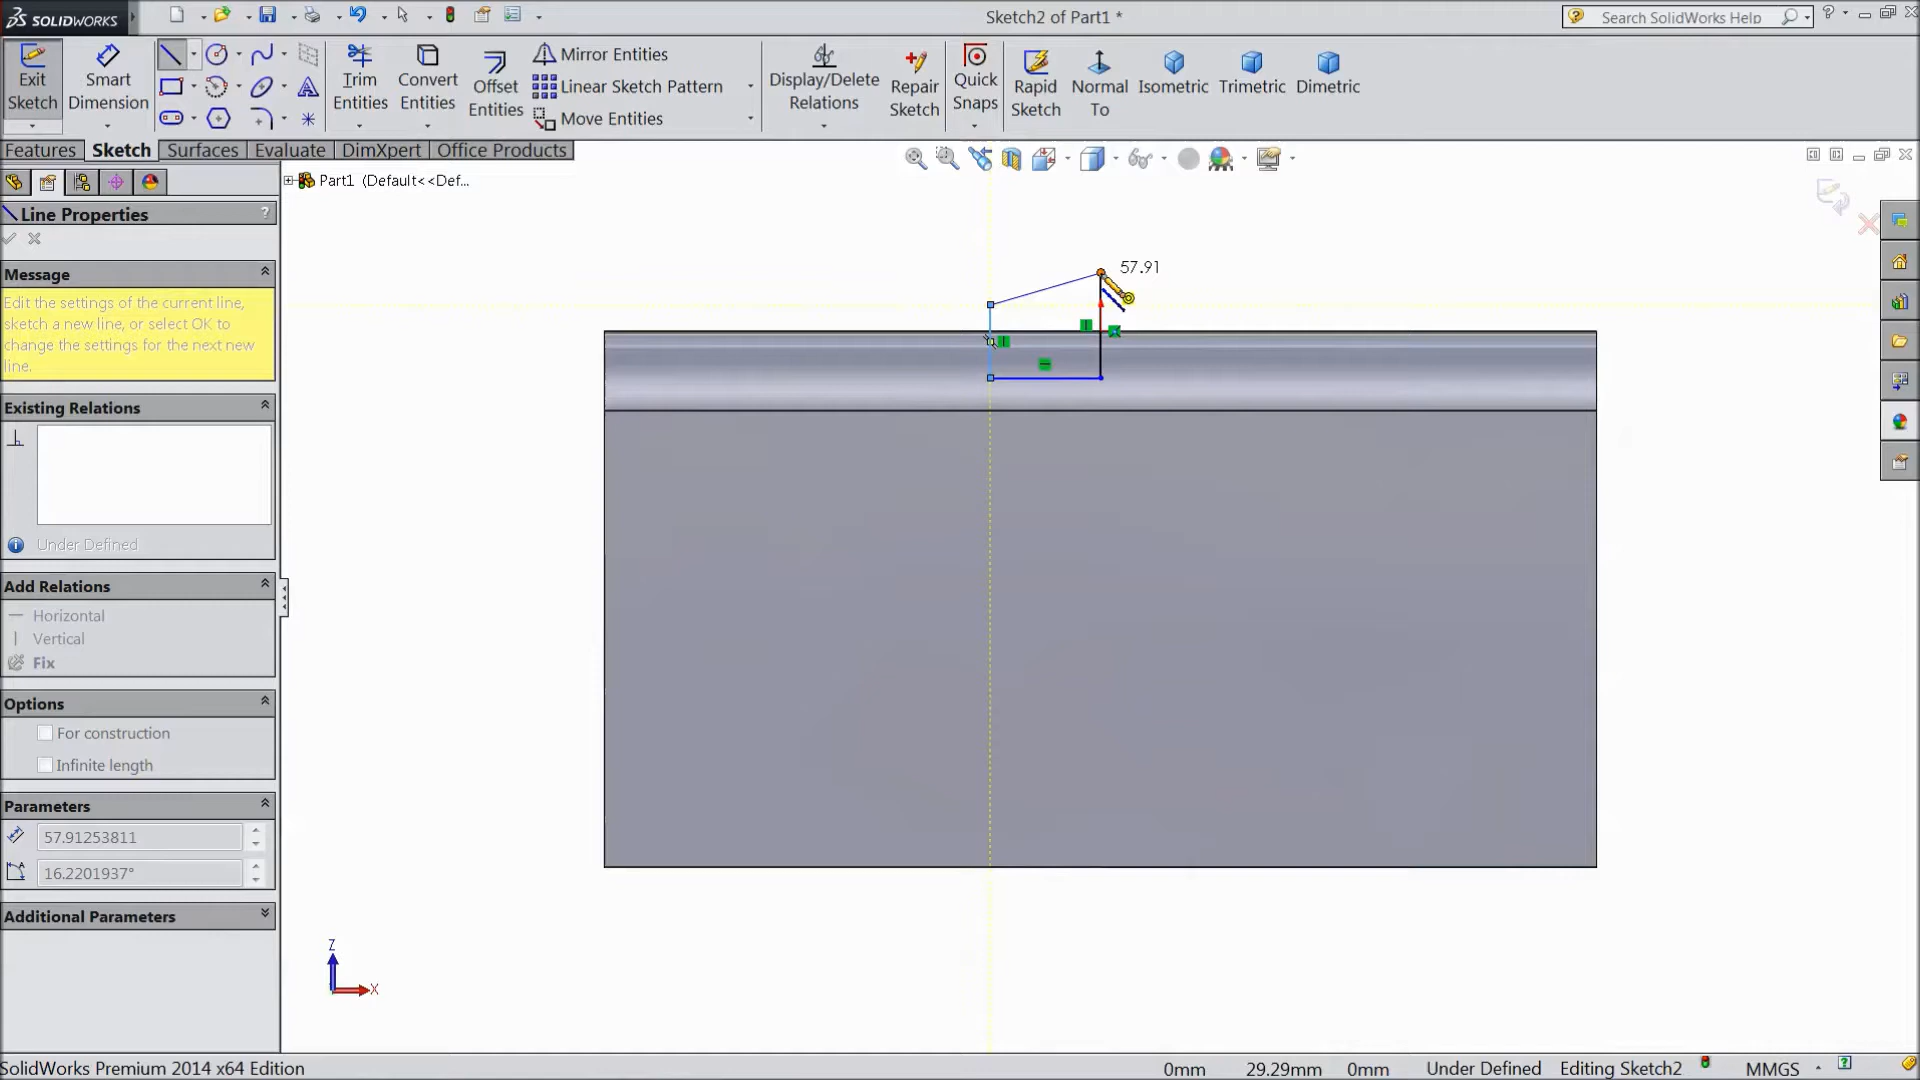 SOLIDWORKS
Sketch2 of Part1 *
Search SolidWorks Help
Exit Sketch
Smart Dimension
Trim Entities
Convert Entities
Offset Entities
Mirror Entities
Linear Sketch Pattern
Move Entities
Display/Delete Relations
Repair Sketch
Quick Snaps
Rapid Sketch
Normal To
Isometric
Trimetric
Dimetric
Features
Sketch
Surfaces
Evaluate
DimXpert
Office Products
Part1 (Default<<Def...
Line Properties
?
Message
Edit the settings of the current line,
sketch a new line, or select OK to
change the settings for the next new
line.
Existing Relations
Under Defined
Add Relations
Horizontal
Vertical
Fix
Options
For construction
Infinite length
Parameters
57.91253811
16.2201937°
Additional Parameters
57.91
Z
X
SolidWorks Premium 2014 x64 Edition
0mm
29.29mm
0mm
Under Defined
Editing Sketch2
MMGS